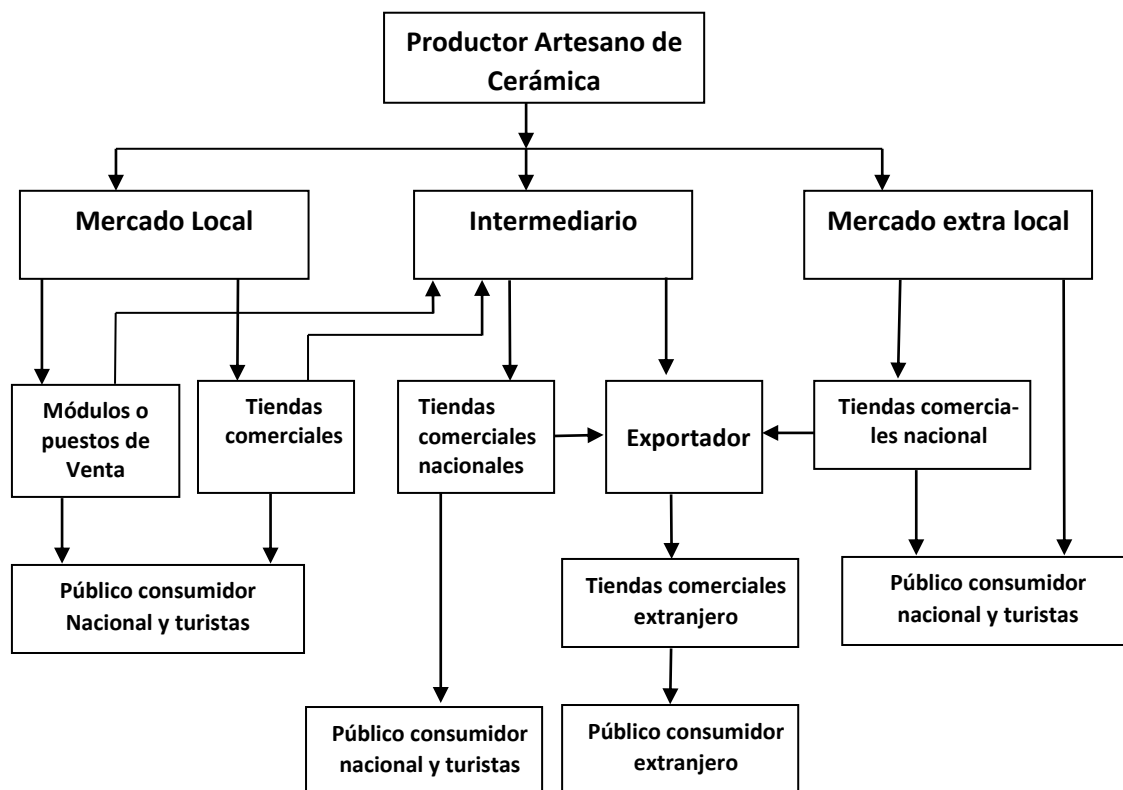 Productor Artesano de
Cerámica
Mercado Local
Intermediario
Mercado extra local
Módulos o
puestos de
Venta
Tiendas
comerciales
Tiendas
comerciales
nacionales
Exportador
Tiendas comercia-
les nacional
Público consumidor
Nacional y turistas
Tiendas comerciales
extranjero
Público consumidor
nacional y turistas
Público consumidor
nacional y turistas
Público consumidor
extranjero